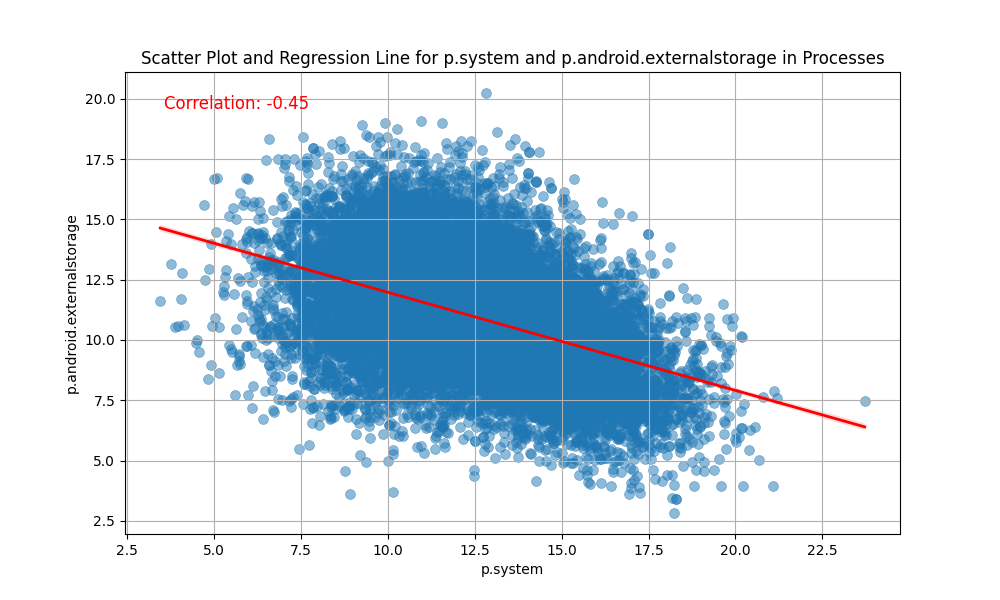 Scatter Plot and Regression Line for p.system and p.android.externalstorage in Processes
Correlation: -0.45
20.0
17.5
15.0
12.5
10.0
7.5
5.0
2.5
p.android.externalstorage
2.5 5.0 7.5 10.0 12.5 15.0 17.5 20.0 22.5
p.system